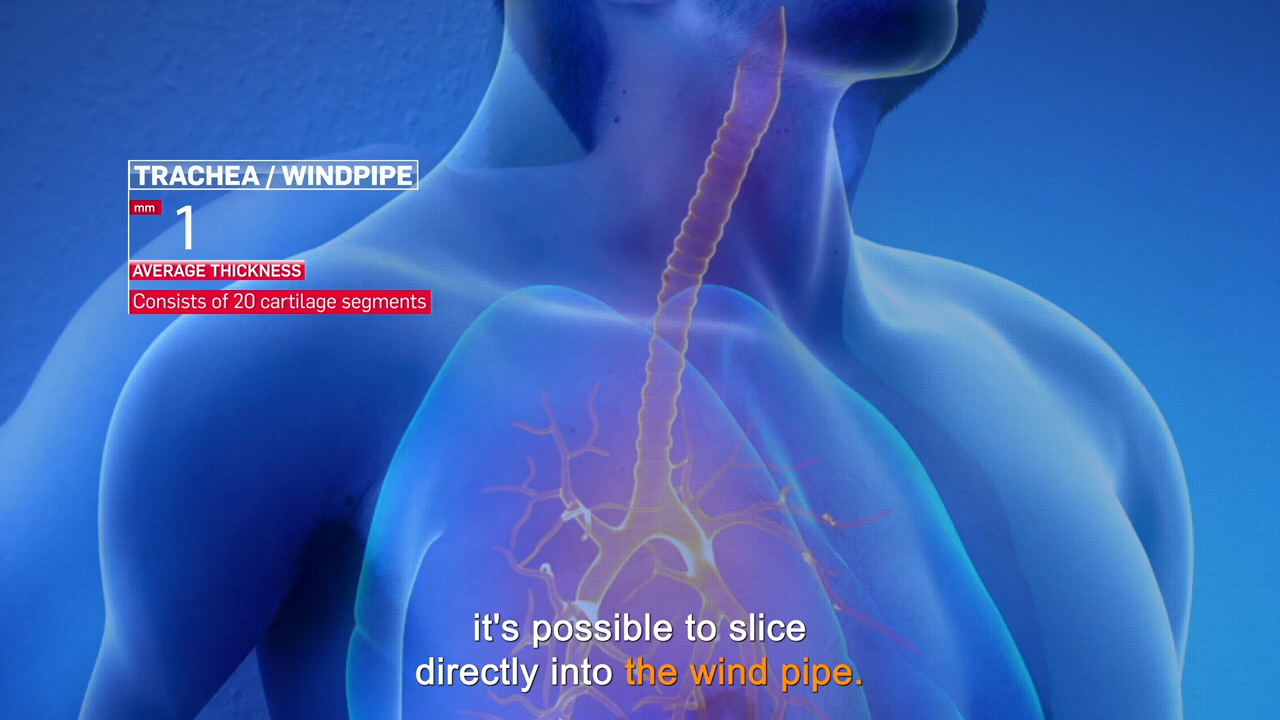 TRACHEA / WINDPIPE
mm
1
AVERAGE THICKNESS
Consists of 20 cartilage segments
it's possible to slice
directly into the wind pipe.